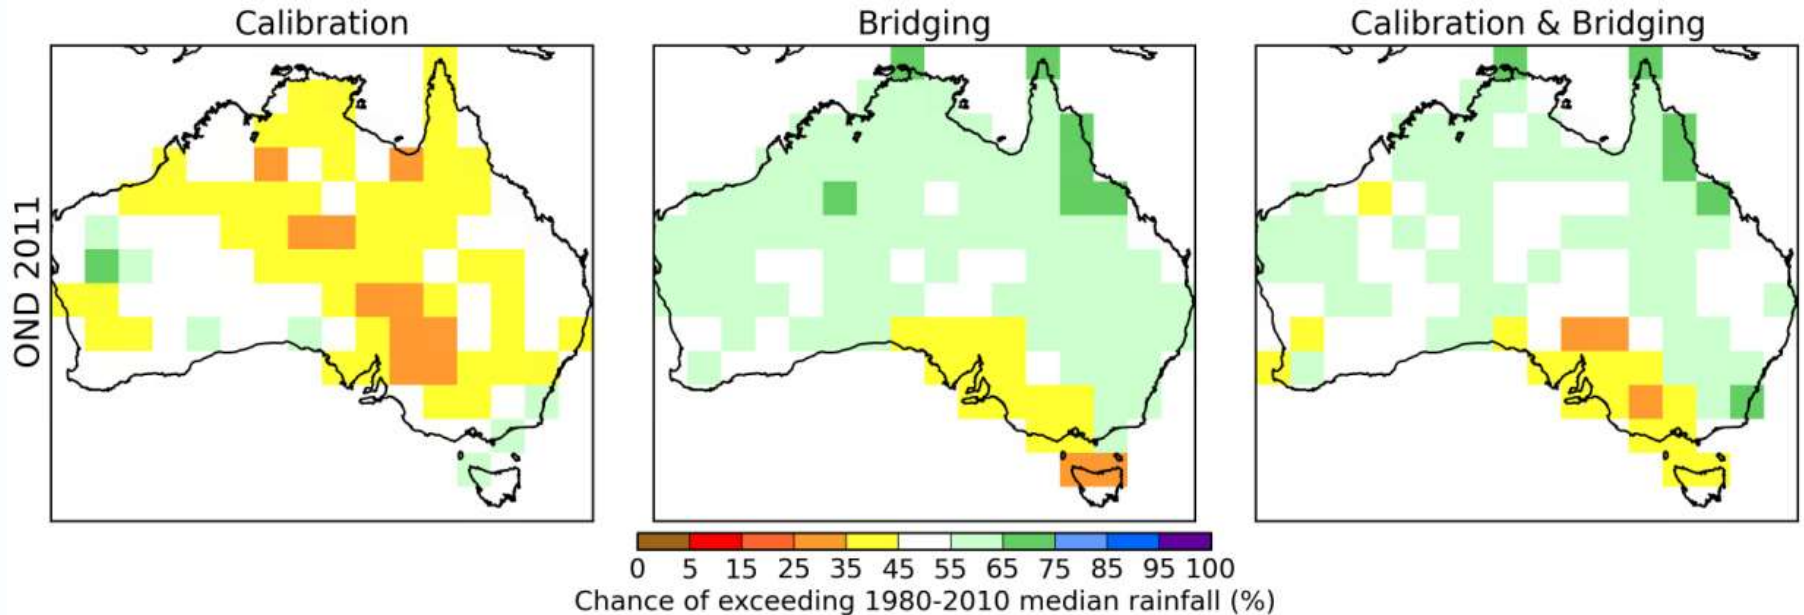 Calibration
Bridging
Calibration & Bridging
OND 2011
0 5 15 25 35 45 55 65 75 85 95 100
Chance of exceeding 1980-2010 median rainfall (%)